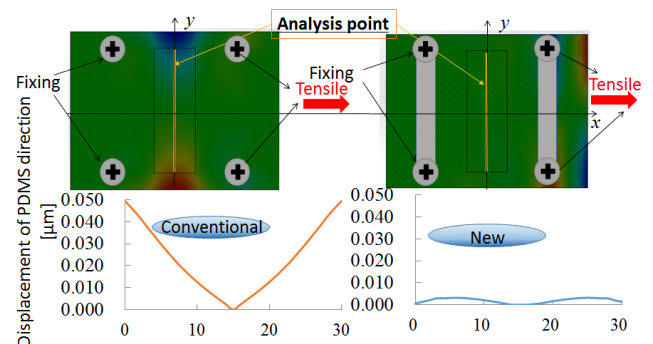 y
Analysis point
y
Fixing
Tensile
Fixing
Tensile
x
Displacement of PDMS direction
[μm]
0.050
0.040
0.030
0.020
0.010
0.000
Conventional
0 10 20 30
0.050
0.040
0.030
0.020
0.010
0.000
New
0 10 20 30